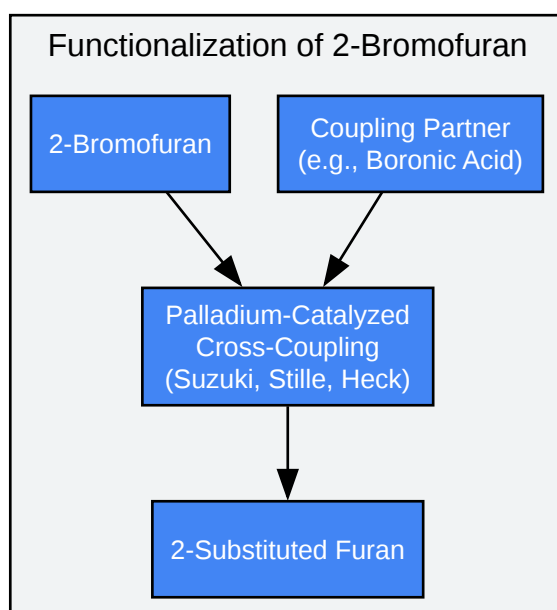 Functionalization of 2-Bromofuran
2-Bromofuran
Coupling Partner
(e.g., Boronic Acid)
Palladium-Catalyzed
Cross-Coupling
(Suzuki, Stille, Heck)
2-Substituted Furan